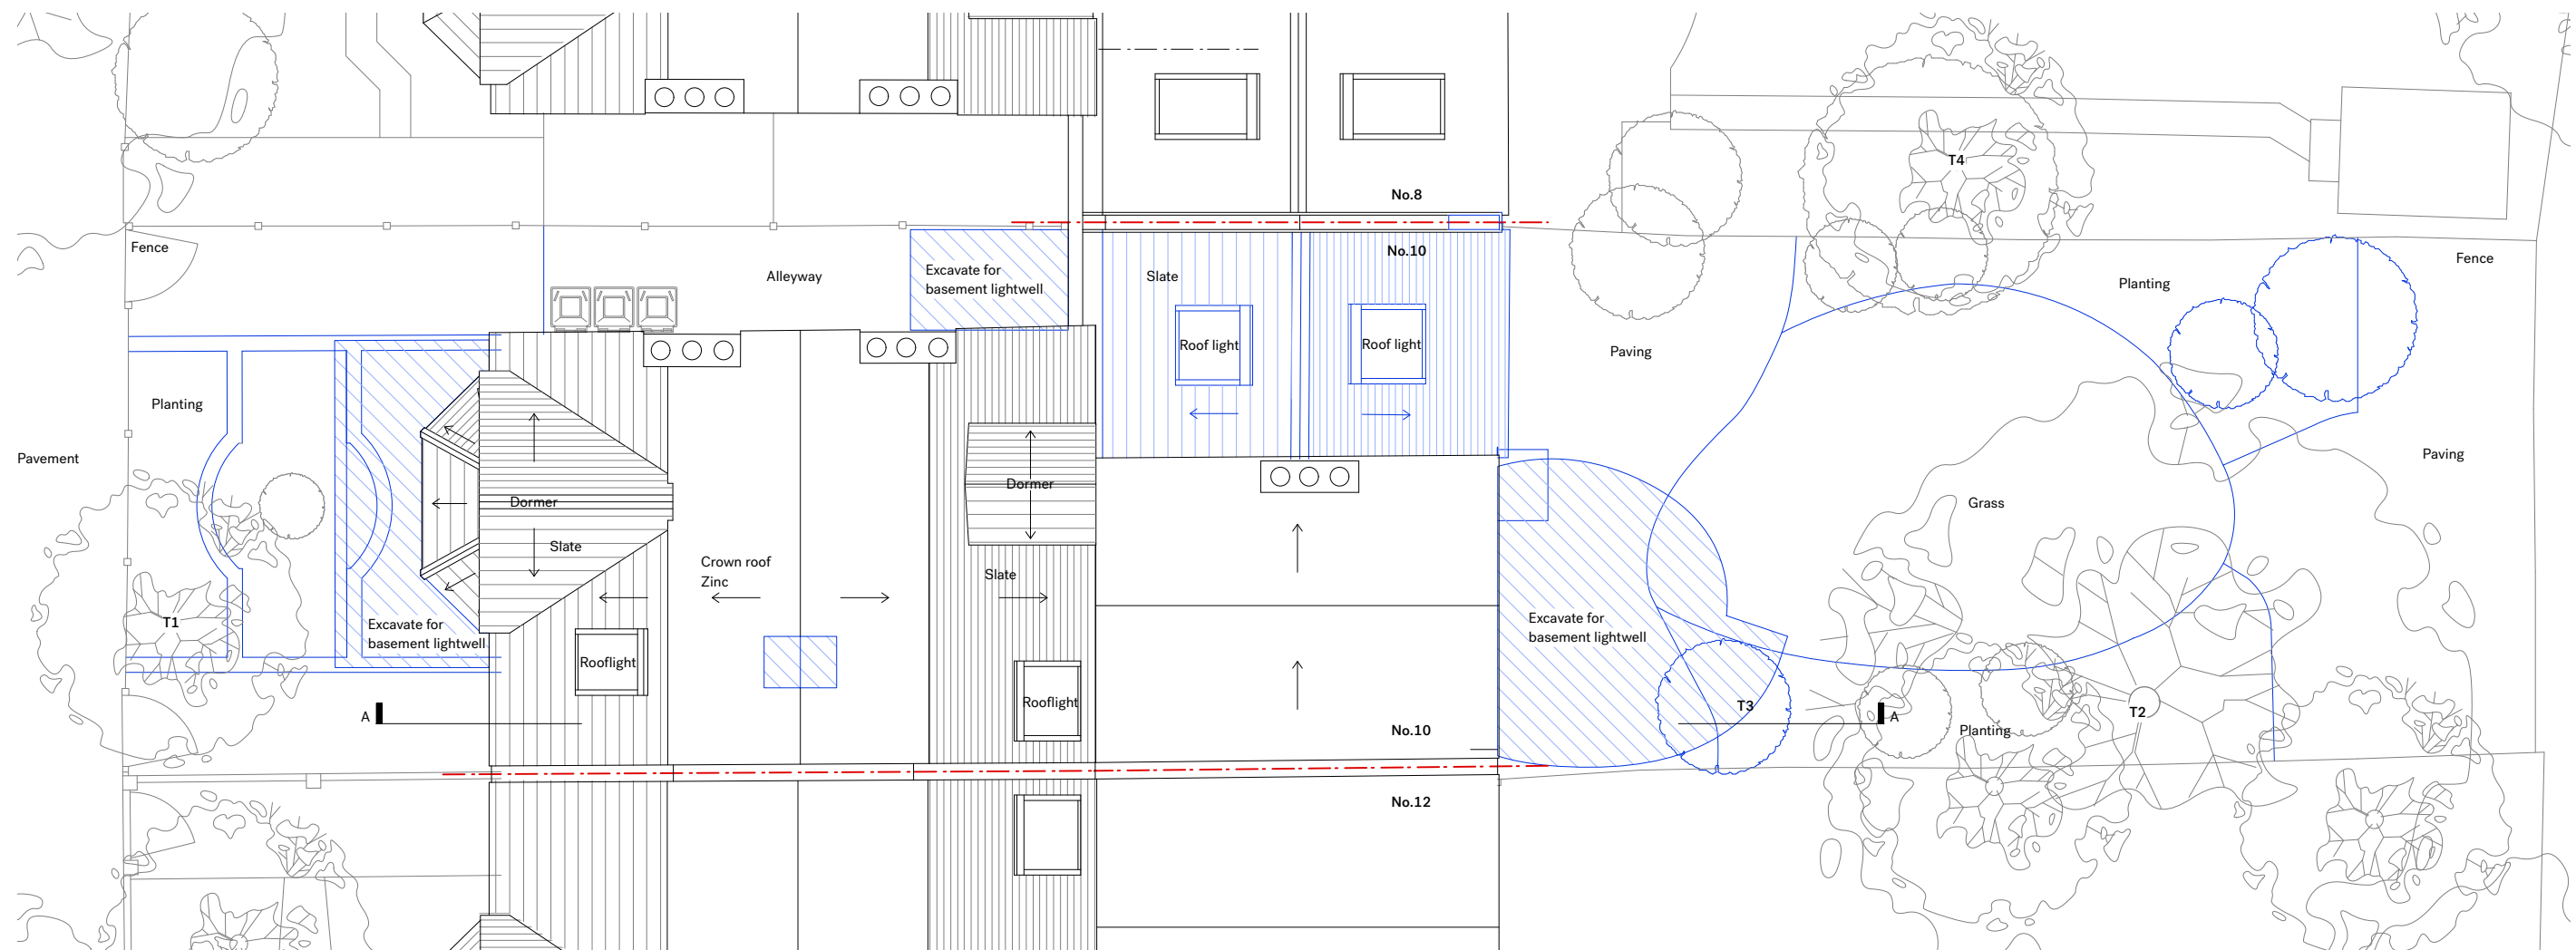 T4
No.8
Fence
No.10
Fence
Excavate for
basement lightwell
Alleyway
Slate
Planting
Roof light
Roof light
Paving
Planting
Pavement
Paving
Dormer
Dormer
Grass
Slate
Crown roof
Zinc
Slate
T1
Excavate for
basement lightwell
Excavate for
basement lightwell
Rooflight
Rooflight
T3
T2
A
A
No.10
Planting
No.12